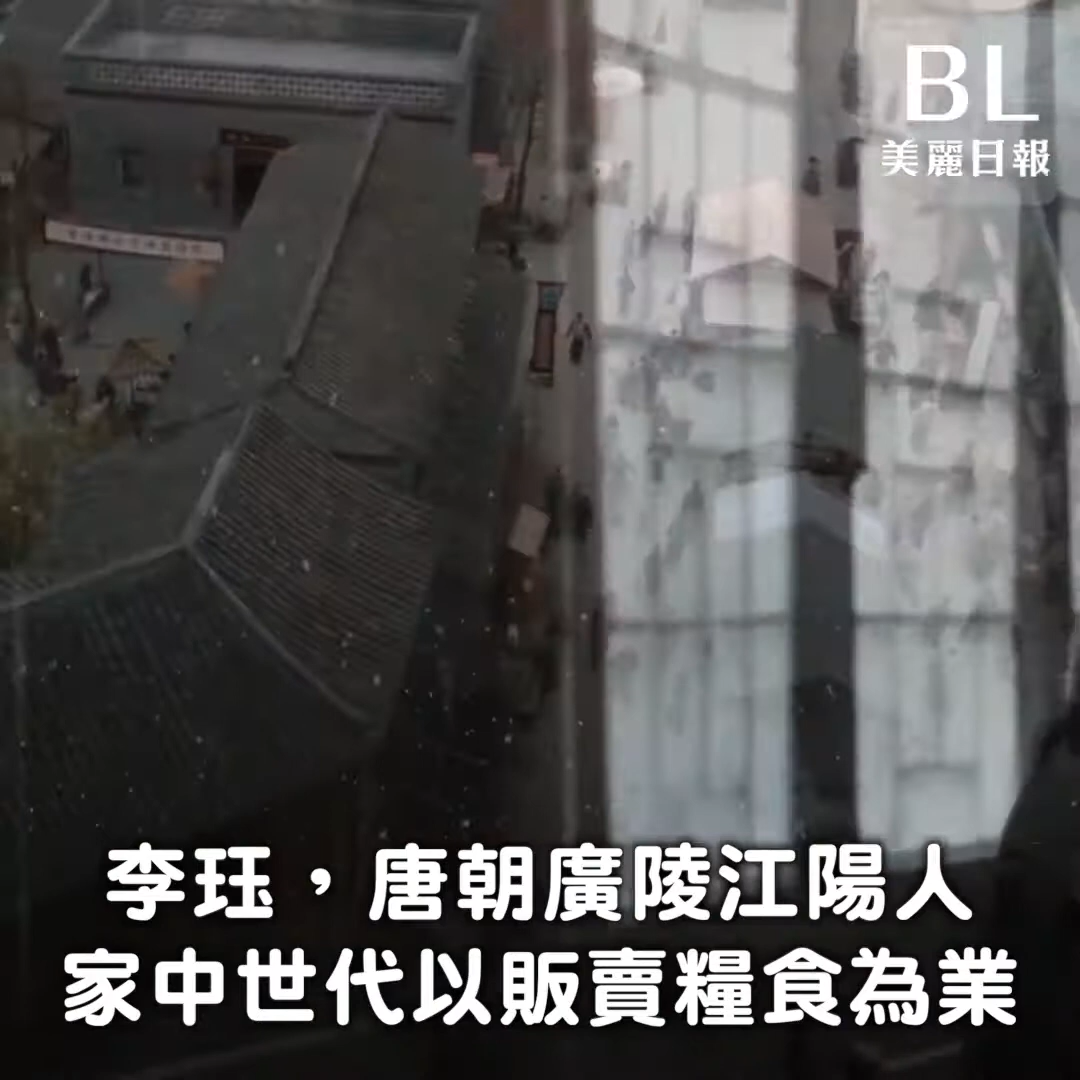 BL
美麗日報
李珏，唐朝廣陵江陽人
家中世代以販賣糧食為業